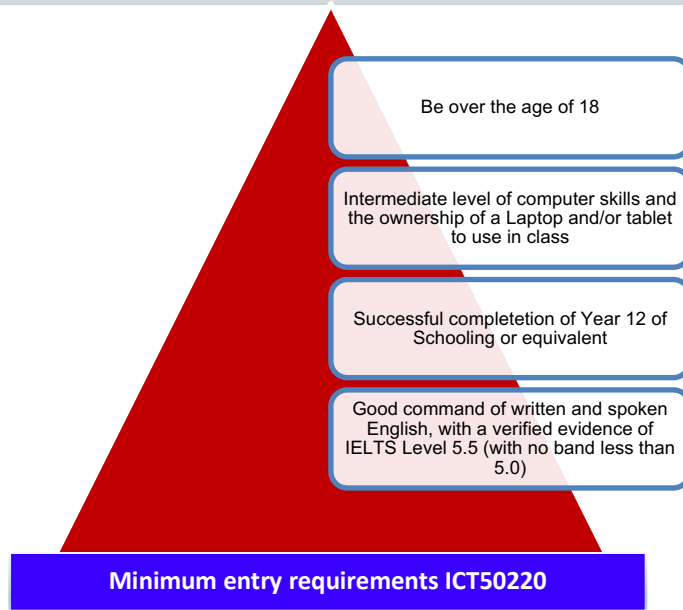 Be over the age of 18
Intermediate level of computer skills and
the ownership of a Laptop and/or tablet
to use in class
Successful completetion of Year 12 of
Schooling or equivalent
Good command of written and spoken
English, with a verified evidence of
IELTS Level 5.5 (with no band less than
5.0)
Minimum entry requirements ICT50220